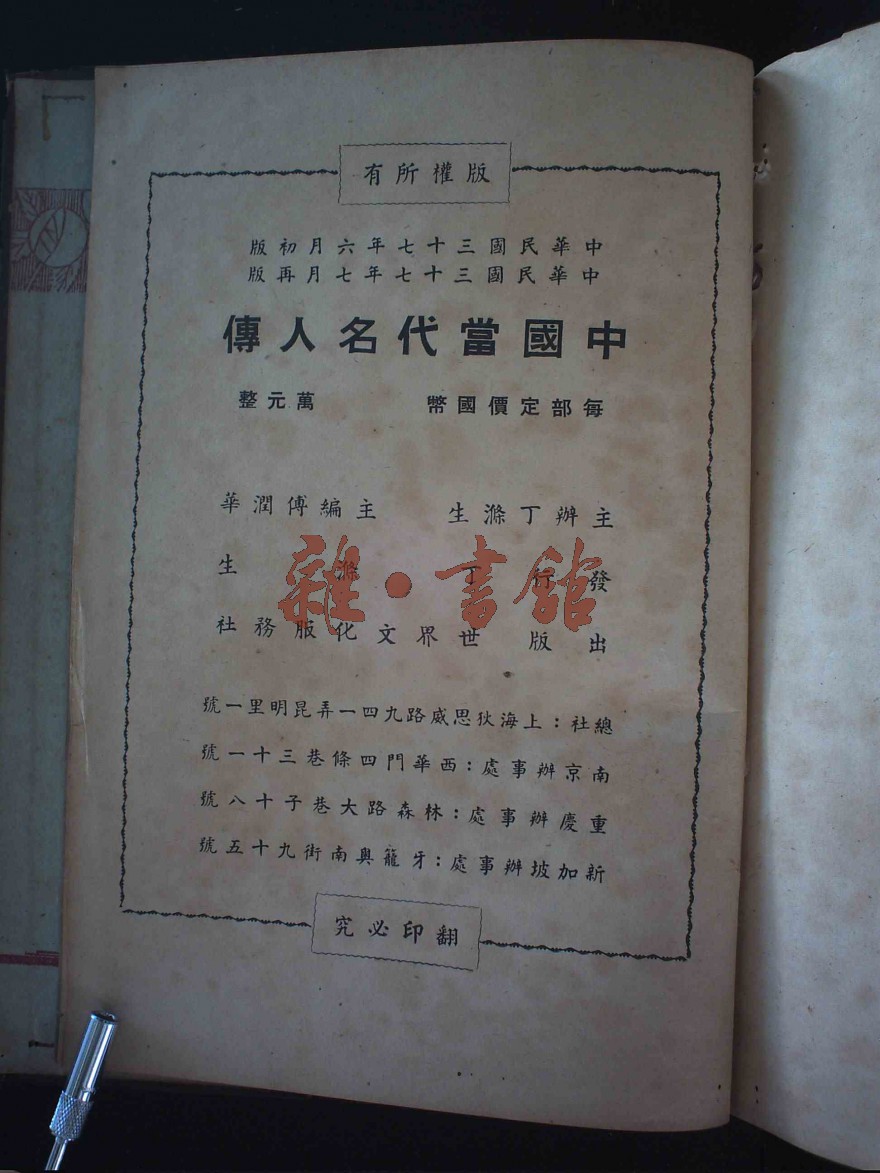 版權所有
中華民國三十七年六月初版
中華民國三十七年七月再版
中國當代名人傳
每部定價國幣 萬元整
主辦丁滌生 主編傅潤華
發行丁滌生
出版世界文化服務社
總社：上海狄思威路九四一弄昆明里一號
南京辦事處：西華門四條巷三十一號
重慶辦事處：林森路大巷子十八號
新加坡辦事處：牙籠奧南街九十五號
翻印必究
雜·書館